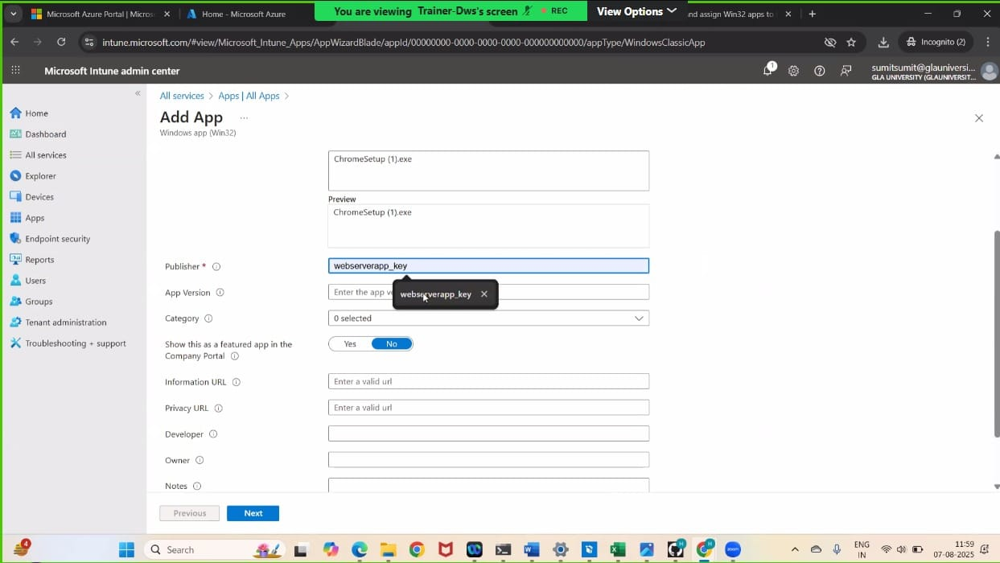 Microsoft Azure Portal | Micros
Home - Microsoft Azure
You are viewing Trainer-Dws's screen
REC
View Options
nd assign Win32 apps to
intune.microsoft.com/#view/Microsoft_Intune_Apps/AppWizardBlade/appId/00000000-0000-0000-0000-000000000000/appType/WindowsClassicApp
Incognito (2)
Microsoft Intune admin center
1
sumitsumit@glauniversi...
GLA UNIVERSITY (GLAUNIVERSIT...
Home
Dashboard
All services
Explorer
Devices
Apps
Endpoint security
Reports
Users
Groups
Tenant administration
Troubleshooting + support
All services > Apps | All Apps >
Add App ...
Windows app (Win32)
ChromeSetup (1).exe
Preview
ChromeSetup (1).exe
Publisher *
webserverapp_key
App Version
Enter the app ve
webserverapp_key
Category
0 selected
Show this as a featured app in the
Company Portal
Yes
No
Information URL
Enter a valid url
Privacy URL
Enter a valid url
Developer
Owner
Notes
Previous
Next
4
Search
ENG
IN
11:59
07-08-2025